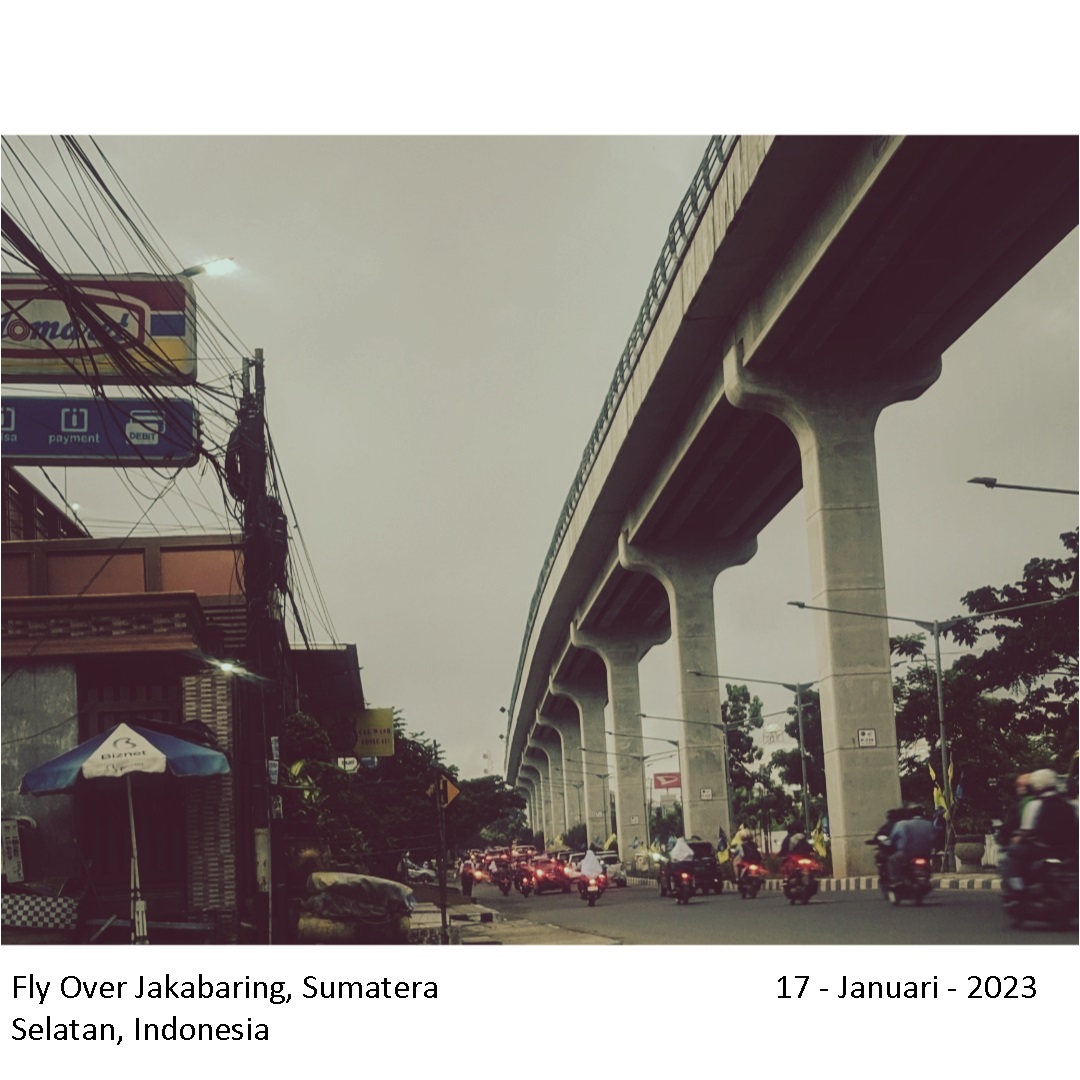 payment
DEBIT
Biznet
Fly Over Jakabaring, Sumatera
Selatan, Indonesia
17 - Januari - 2023